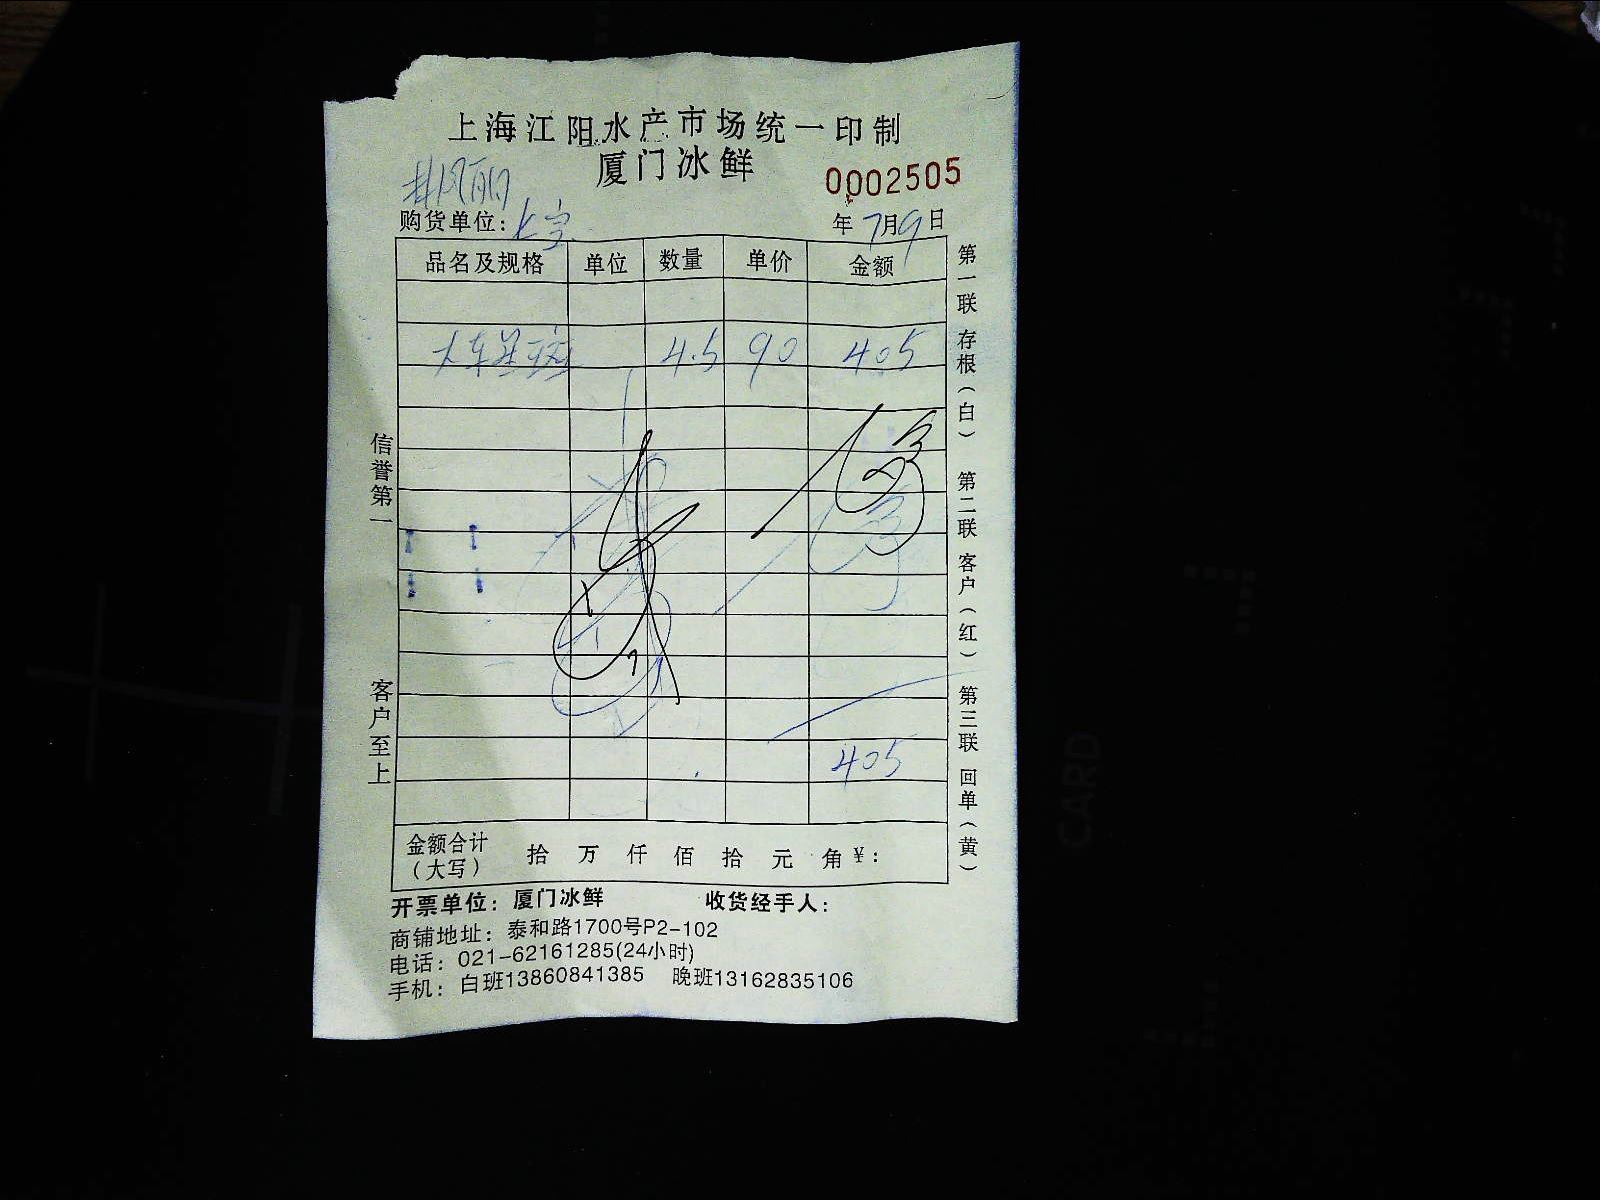 上海江阳水产市场统一印制
厦门冰鲜
0002505
购货单位：
年7月9日
品名及规格 单位 数量 单价 金额
4.5 90 405
405
金额合计（大写） 拾 万 仟 佰 拾 元 角 ¥：
开票单位：厦门冰鲜 收货经手人：
商铺地址：泰和路1700号P2-102
电话：021-62161285(24小时)
手机：白班13860841385 晚班13162835106
信誉第一 客户至上
第一联 存根（白） 第二联 客户（红） 第三联 回单（黄）
CARD